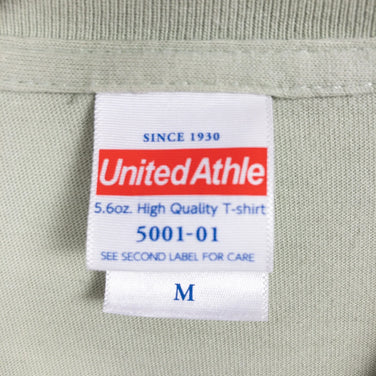 SINCE 1930
United Athle
5.6oz. High Quality T-shirt
5001-01
SEE SECOND LABEL FOR CARE
M